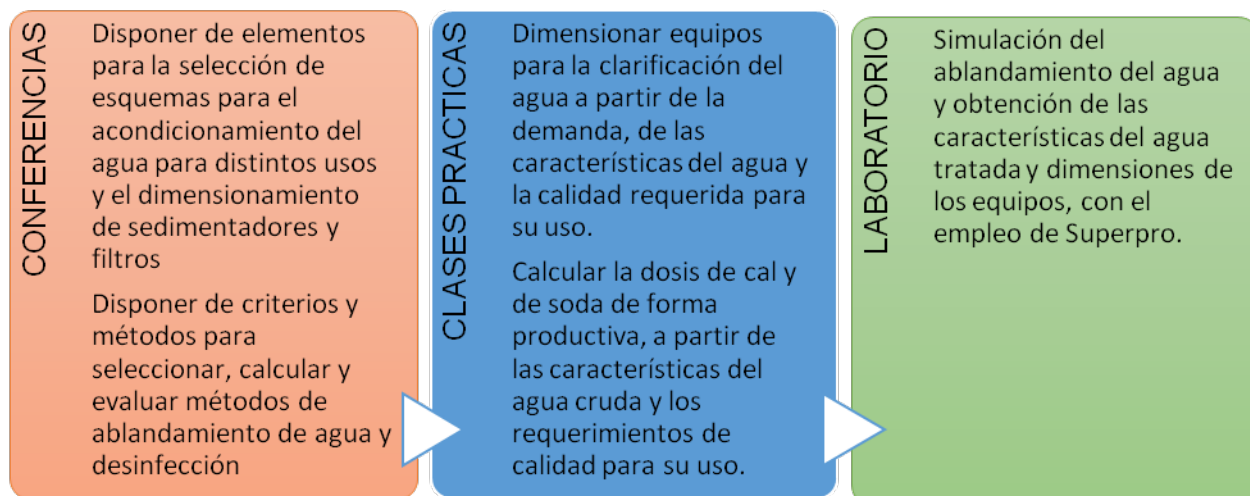 CONFERENCIAS
Disponer de elementos
para la selección de
esquemas para el
acondicionamiento del
agua para distintos usos
y el dimensionamiento
de sedimentadores y
filtros
Disponer de criterios y
métodos para
seleccionar, calcular y
evaluar métodos de
ablandamiento de agua y
desinfección
CLASES PRACTICAS
Dimensionar equipos
para la clarificación del
agua a partir de la
demanda, de las
características del agua y
la calidad requerida para
su uso.
Calcular la dosis de cal y
de soda de forma
productiva, a partir de
las características del
agua cruda y los
requerimientos de
calidad para su uso.
LABORATORIO
Simulación del
ablandamiento del agua
y obtención de las
características del agua
tratada y dimensiones de
los equipos, con el
empleo de Superpro.